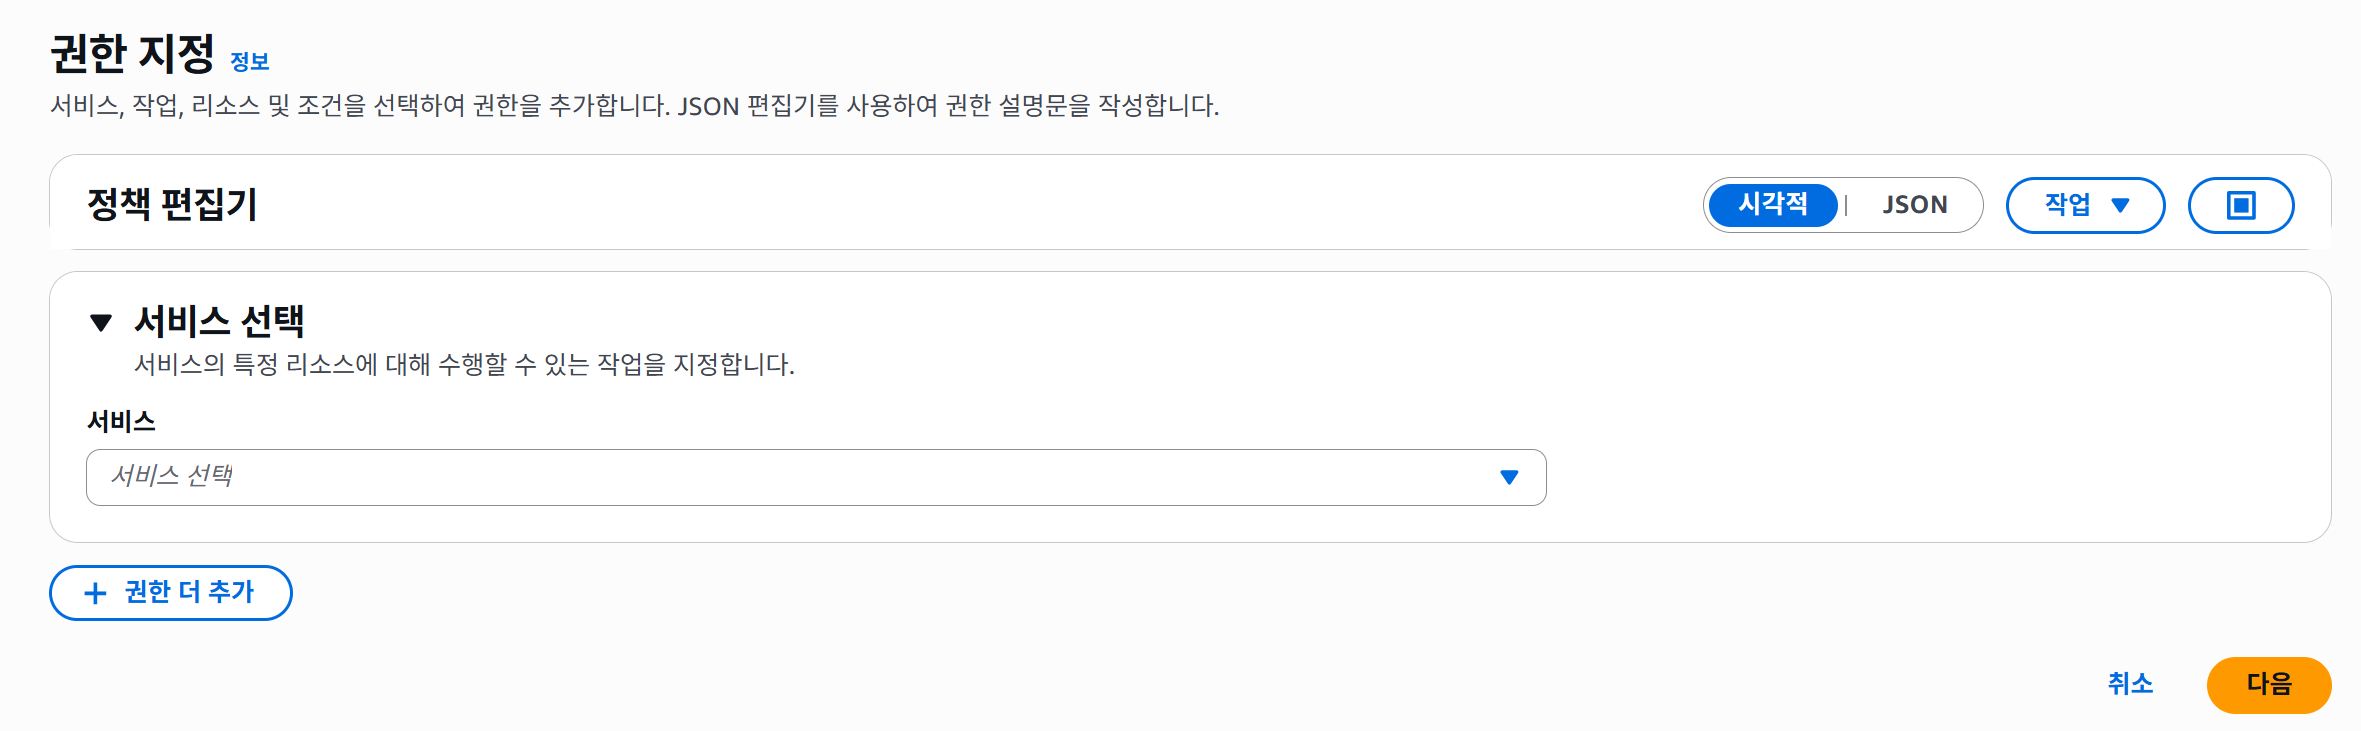 권한 지정 정보
서비스, 작업, 리소스 및 조건을 선택하여 권한을 추가합니다. JSON 편집기를 사용하여 권한 설명문을 작성합니다.
정책 편집기
시각적 | JSON
작업
서비스 선택
서비스의 특정 리소스에 대해 수행할 수 있는 작업을 지정합니다.
서비스
서비스 선택
+ 권한 더 추가
취소
다음